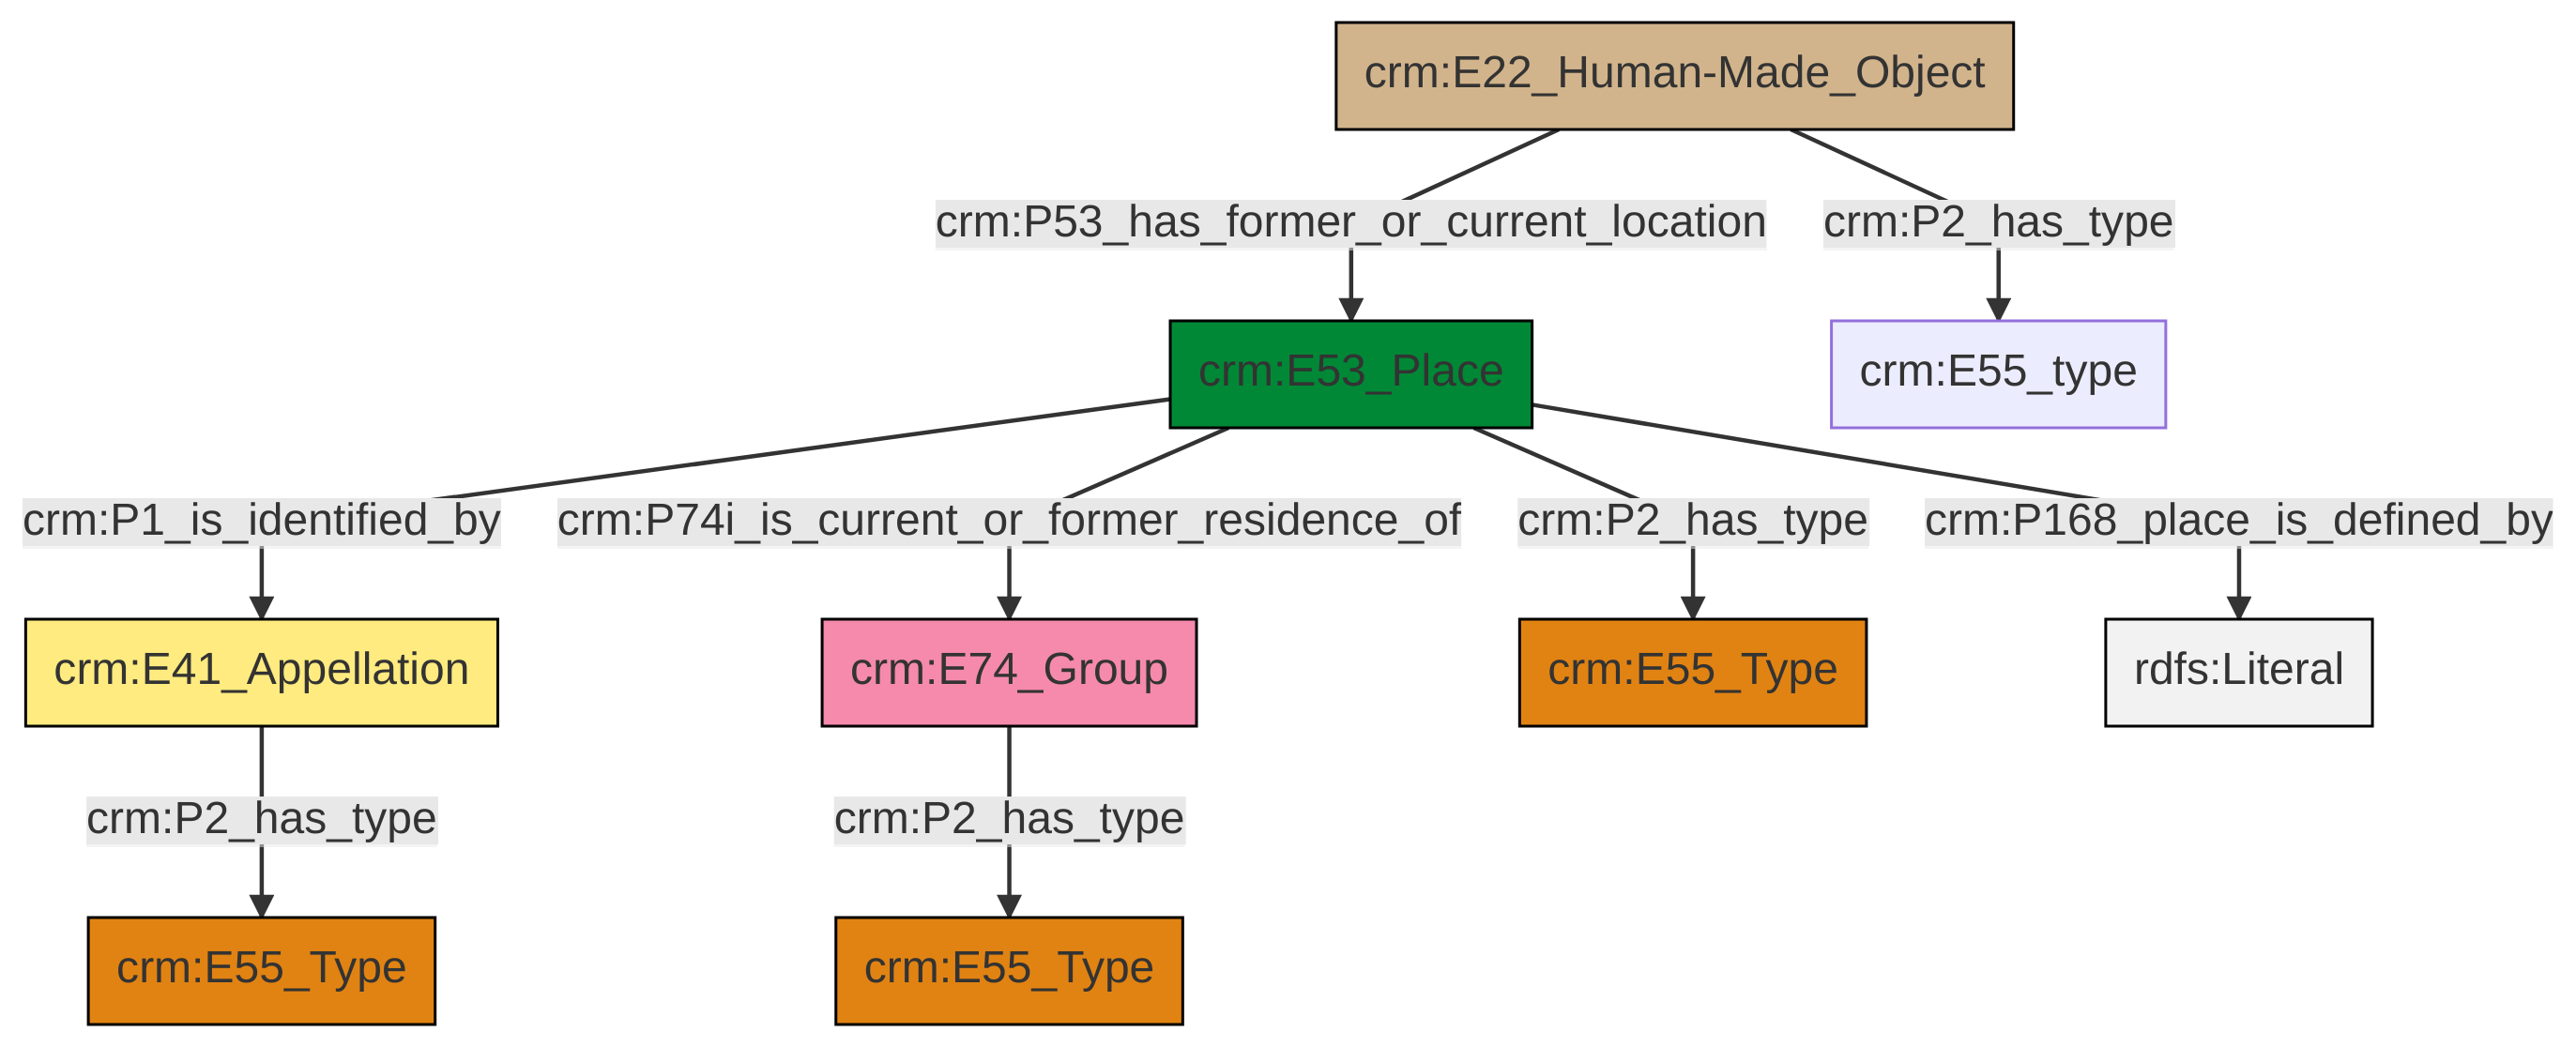 crm:E22_Human-Made_Object
crm:P53_has_former_or_current_location
crm:P2_has_type
crm:E53_Place
crm:E55_type
crm:P1_is_identified_by
crm:P74i_is_current_or_former_residence_of
crm:P2_has_type
crm:P168_place_is_defined_by
crm:E41_Appellation
crm:E74_Group
crm:E55_Type
rdfs:Literal
crm:P2_has_type
crm:P2_has_type
crm:E55_Type
crm:E55_Type